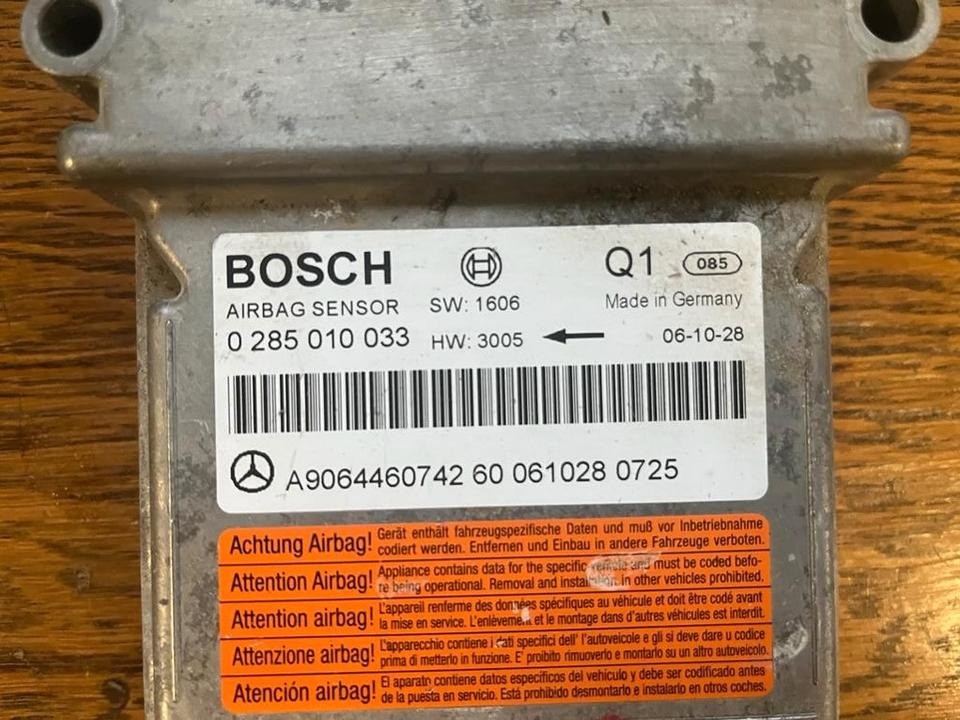 BOSCH Q1 085
AIRBAG SENSOR SW: 1606 Made in Germany
0 285 010 033 HW: 3005 06-10-28
A9064460742 60 061028 0725
Achtung Airbag! Gerät enthält fahrzeugspezifische Daten und muß vor Inbetriebnahme
codiert werden. Entfernen und Einbau in andere Fahrzeuge verboten.
Attention Airbag! Appliance contains data for the specific vehicle and must be coded befo-
re being operational. Removal and installation in other vehicles prohibited.
Attention airbag! L'appareil renferme des données spécifiques au véhicule et doit être codé avant
la mise en service. L'enlèvement et le montage dans d'autres véhicules est interdit.
Attenzione airbag! L'apparecchio contiene i dati specifici dell' l'autoveicole e gli si deve dare u codice
prima di metterlo in funzione. E' proibito rimuoverlo e montarlo su un altro autoveicolo.
Atención airbag! El aparato contiene datos especificos del vehículo y debe ser codificado antes
de la puesta en servicio. Está prohibido desmontarlo e instalarlo en otros coches.